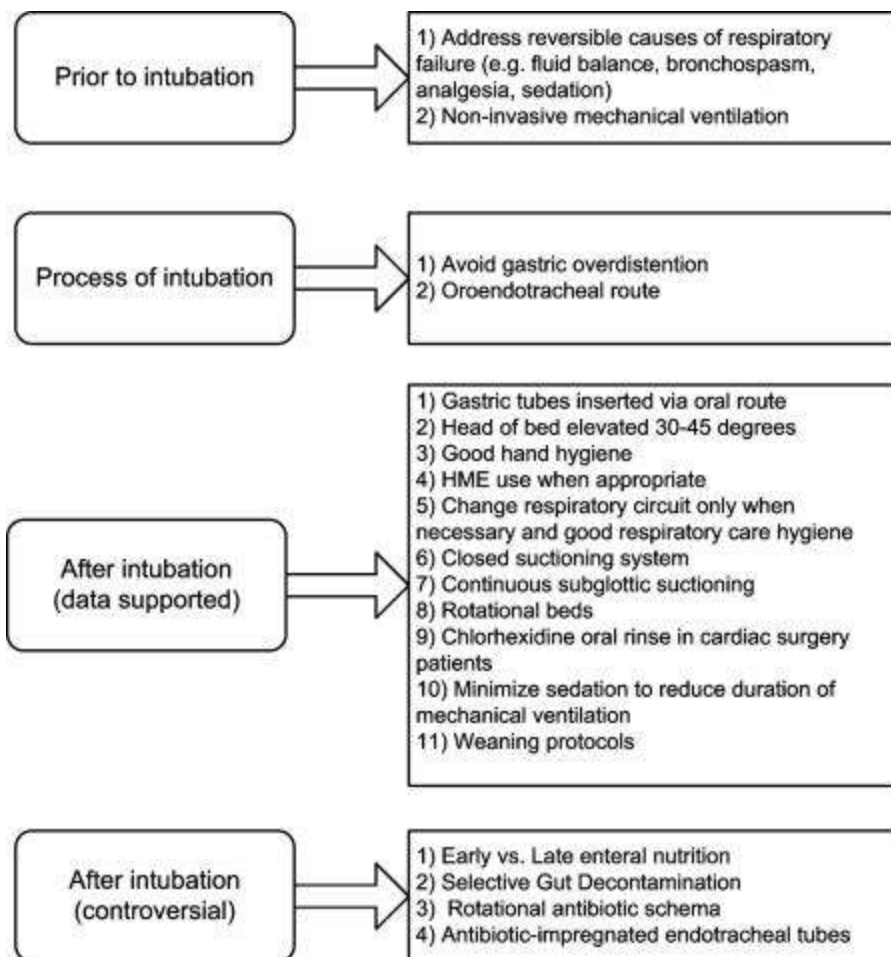 Prior to intubation
1) Address reversible causes of respiratory
failure (e.g. fluid balance, bronchospasm,
analgesia, sedation)
2) Non-invasive mechanical ventilation
Process of intubation
1) Avoid gastric overdistention
2) Oroendotracheal route
After intubation
(data supported)
1) Gastric tubes inserted via oral route
2) Head of bed elevated 30-45 degrees
3) Good hand hygiene
4) HME use when appropriate
5) Change respiratory circuit only when
necessary and good respiratory care hygiene
6) Closed suctioning system
7) Continuous subglottic suctioning
8) Rotational beds
9) Chlorhexidine oral rinse in cardiac surgery
patients
10) Minimize sedation to reduce duration of
mechanical ventilation
11) Weaning protocols
After intubation
(controversial)
1) Early vs. Late enteral nutrition
2) Selective Gut Decontamination
3) Rotational antibiotic schema
4) Antibiotic-impregnated endotracheal tubes